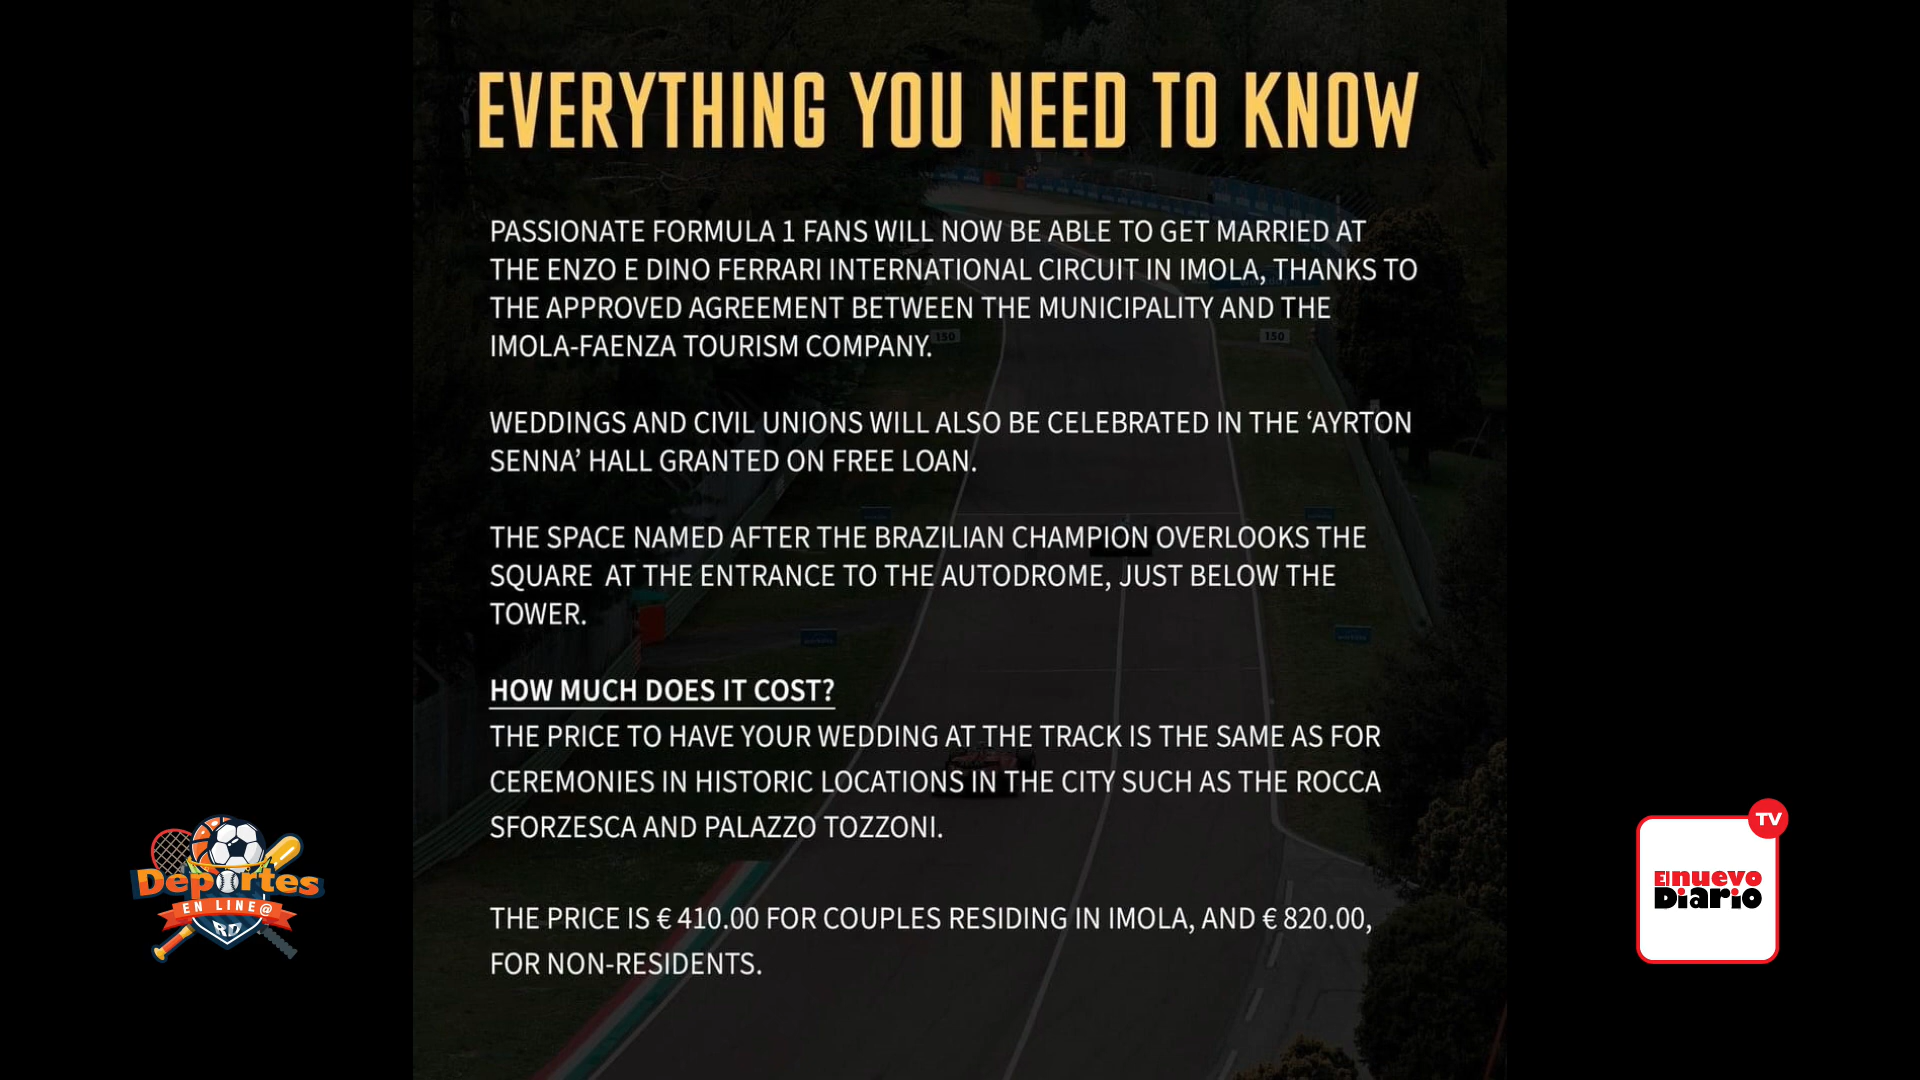 EVERYTHING YOU NEED TO KNOW
PASSIONATE FORMULA 1 FANS WILL NOW BE ABLE TO GET MARRIED AT
THE ENZO E DINO FERRARI INTERNATIONAL CIRCUIT IN IMOLA, THANKS TO
THE APPROVED AGREEMENT BETWEEN THE MUNICIPALITY AND THE
IMOLA-FAENZA TOURISM COMPANY.
150
150
WEDDINGS AND CIVIL UNIONS WILL ALSO BE CELEBRATED IN THE ‘AYRTON
SENNA’ HALL GRANTED ON FREE LOAN.
THE SPACE NAMED AFTER THE BRAZILIAN CHAMPION OVERLOOKS THE
SQUARE AT THE ENTRANCE TO THE AUTODROME, JUST BELOW THE
TOWER.
HOW MUCH DOES IT COST?
THE PRICE TO HAVE YOUR WEDDING AT THE TRACK IS THE SAME AS FOR
CEREMONIES IN HISTORIC LOCATIONS IN THE CITY SUCH AS THE ROCCA
SFORZESCA AND PALAZZO TOZZONI.
THE PRICE IS € 410.00 FOR COUPLES RESIDING IN IMOLA, AND € 820.00,
FOR NON-RESIDENTS.
Deportes
EN LINE@
RD
TV
El nuevo
Diario